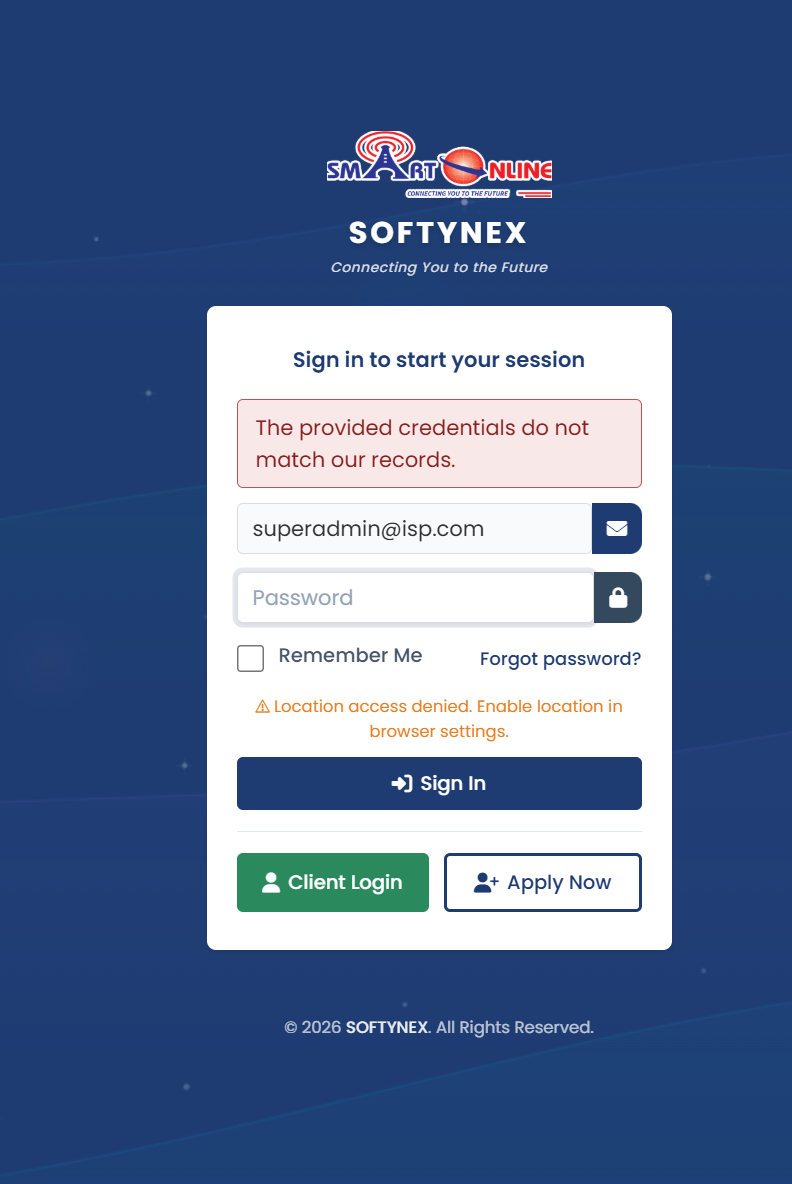 SMART ONLINE
CONNECTING YOU TO THE FUTURE
SOFTYNEX
Connecting You to the Future
Sign in to start your session
The provided credentials do not
match our records.
superadmin@isp.com
Password
Remember Me
Forgot password?
Location access denied. Enable location in
browser settings.
Sign In
Client Login
Apply Now
© 2026 SOFTYNEX. All Rights Reserved.